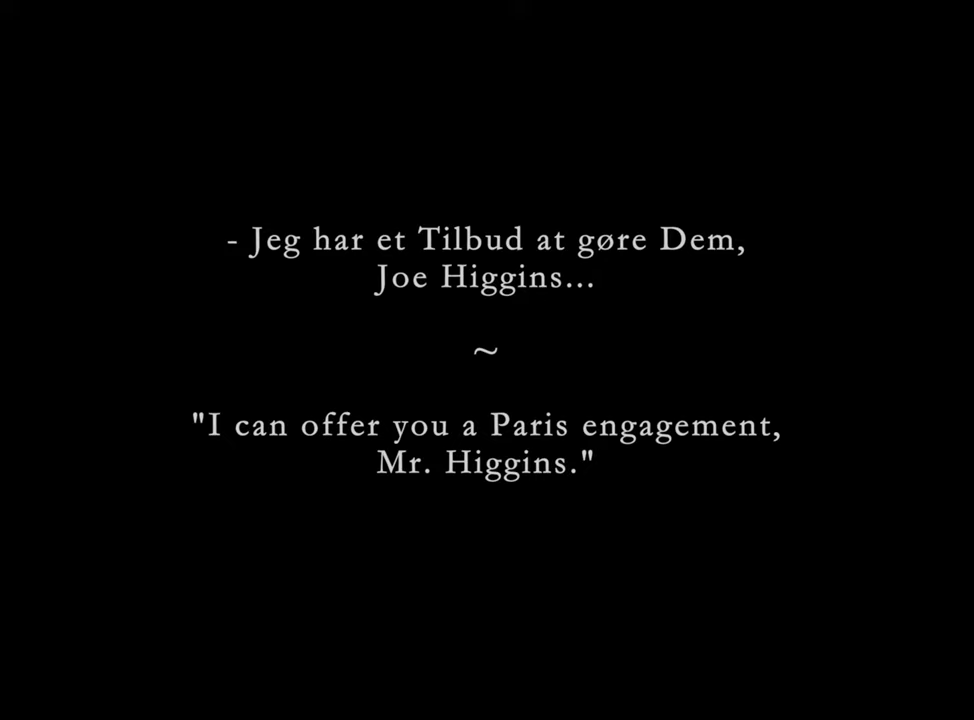 - Jeg har et Tilbud at gøre Dem,
Joe Higgins...
~
"I can offer you a Paris engagement,
Mr. Higgins."